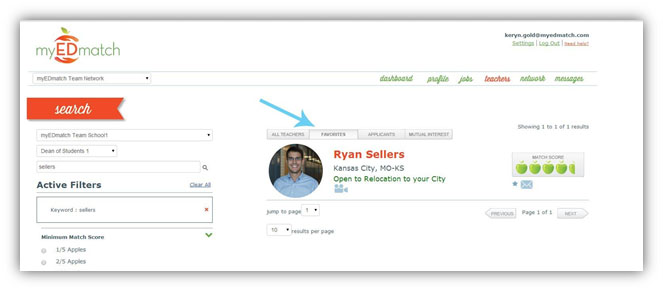 myEDmatch
keryn.gold@myedmatch.com
Settings | Log Out | Need Help?
myEDmatch Team Network
dashboard profile jobs teachers network messages
search
myEDmatch Team School1
Dean of Students 1
sellers
Active Filters
Clear All
Keyword : sellers
Minimum Match Score
1/5 Apples
2/5 Apples
Showing 1 to 1 of 1 results
ALL TEACHERS FAVORITES APPLICANTS MUTUAL INTEREST
Ryan Sellers
Kansas City, MO-KS
Open to Relocation to your City
MATCH SCORE
jump to page 1
PREVIOUS Page 1 of 1 NEXT
10 results per page